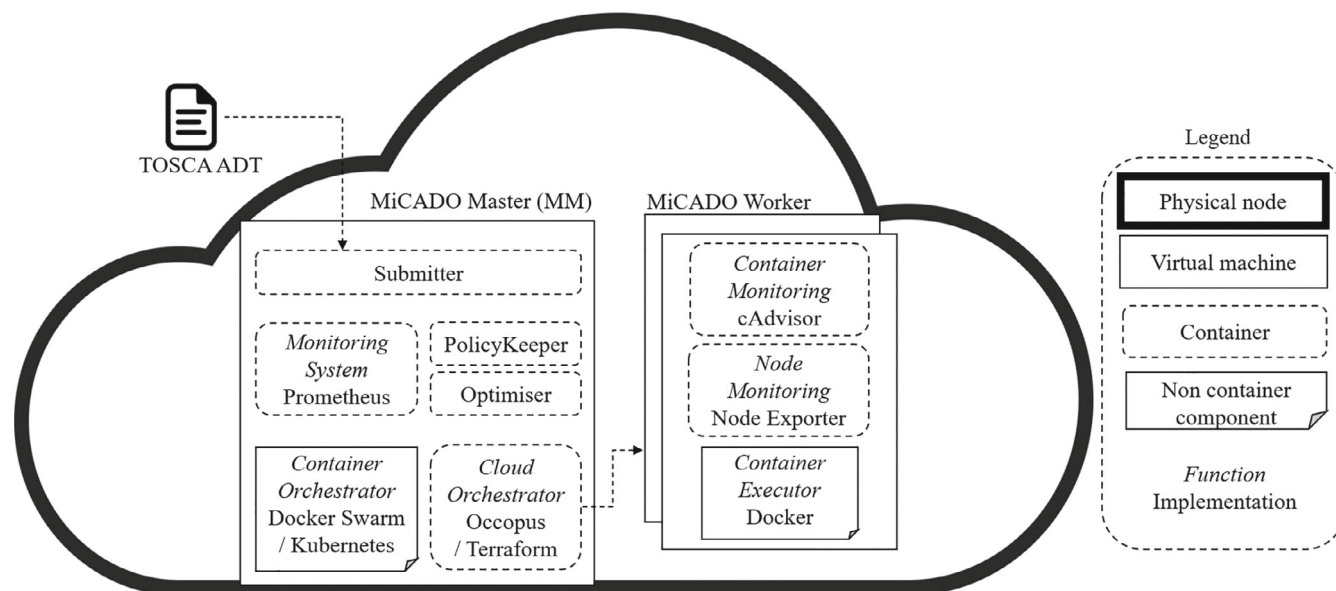 TOSCA ADT
MiCADO Master (MM)
Submitter
Monitoring
System
Prometheus
PolicyKeeper
Optimiser
Container
Orchestrator
Docker Swarm
/ Kubernetes
Cloud
Orchestrator
Occopus
/ Terraform
MiCADO Worker
Container
Monitoring
cAdvisor
Node
Monitoring
Node Exporter
Container
Executor
Docker
Legend
Physical node
Virtual machine
Container
Non container
component
Function
Implementation